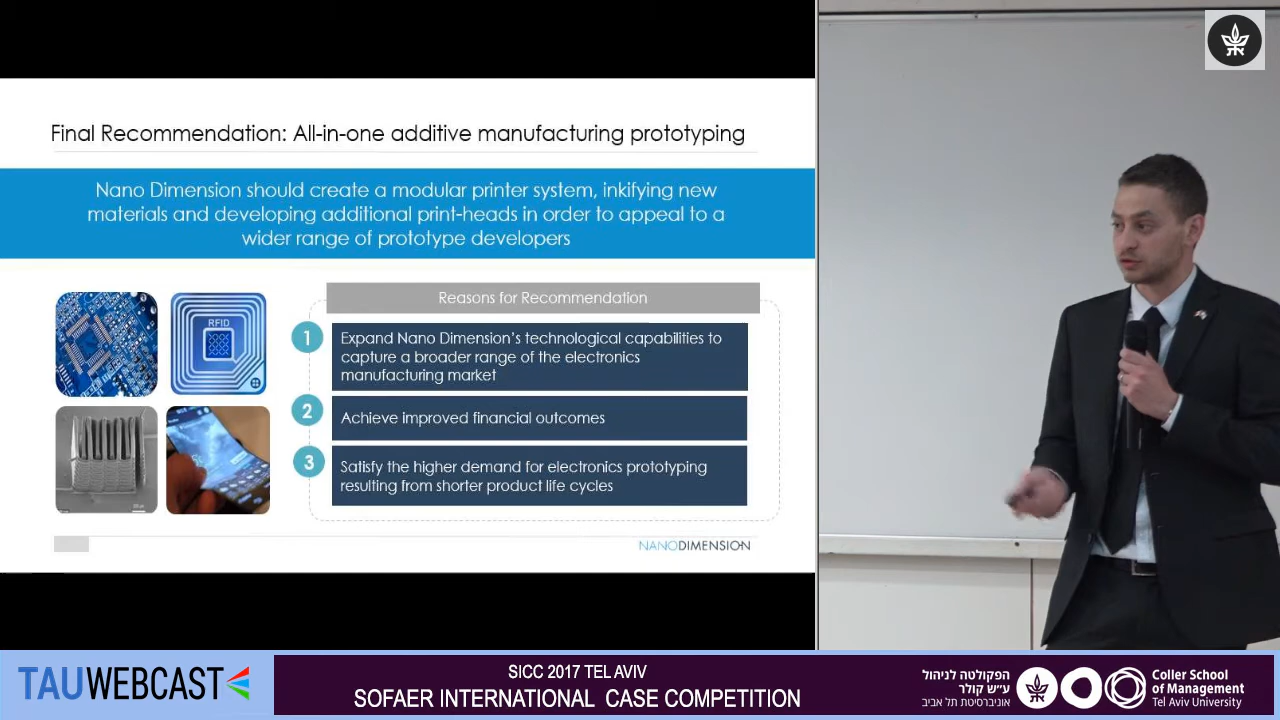 Final Recommendation: All-in-one additive manufacturing prototyping
Nano Dimension should create a modular printer system, inkifying new
materials and developing additional print-heads in order to appeal to a
wider range of prototype developers
RFID
Reasons for Recommendation
1
Expand Nano Dimension's technological capabilities to
capture a broader range of the electronics
manufacturing market
2
Achieve improved financial outcomes
3
Satisfy the higher demand for electronics prototyping
resulting from shorter product life cycles
NANODIMENSION
TAUWEBCAST
SICC 2017 TEL AVIV
SOFAER INTERNATIONAL CASE COMPETITION
הפקולטה לניהול
ע״ש קולר
אוניברסיטת תל אביב
Coller School
of Management
Tel Aviv University